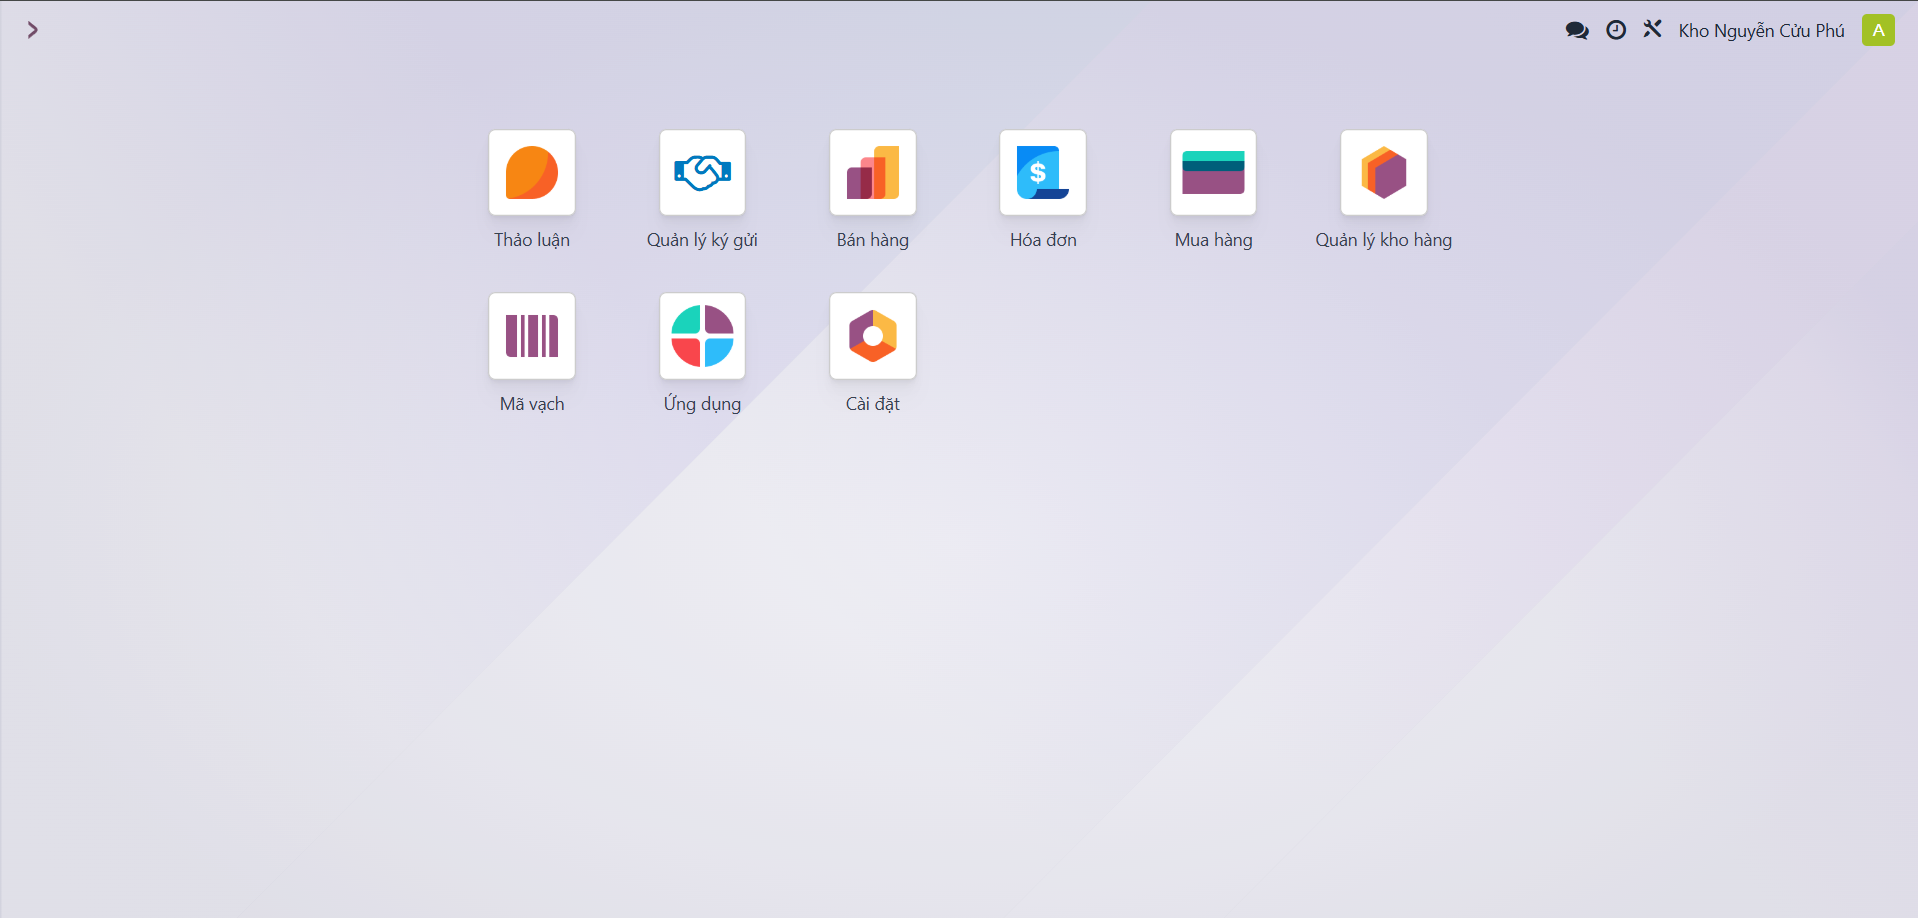 Kho Nguyễn Cửu Phú A
Thảo luận Quản lý ký gửi Bán hàng Hóa đơn Mua hàng Quản lý kho hàng
Mã vạch Ứng dụng Cài đặt